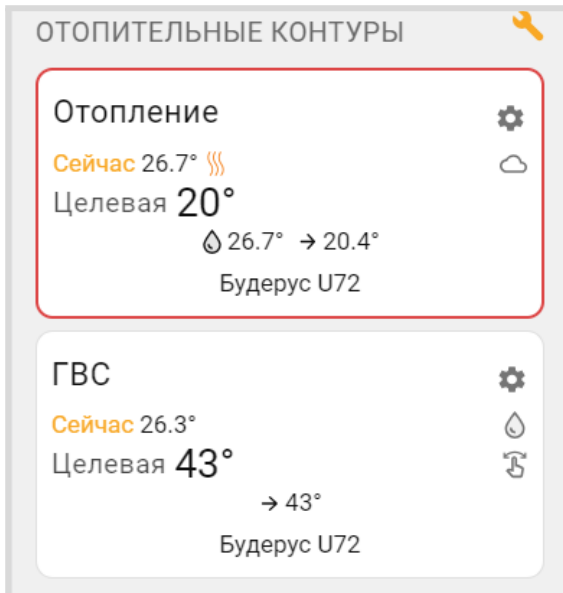 ОТОПИТЕЛЬНЫЕ КОНТУРЫ
Отопление
Сейчас 26.7°
Целевая 20°
26.7° → 20.4°
Будерус U72
ГВС
Сейчас 26.3°
Целевая 43°
→ 43°
Будерус U72